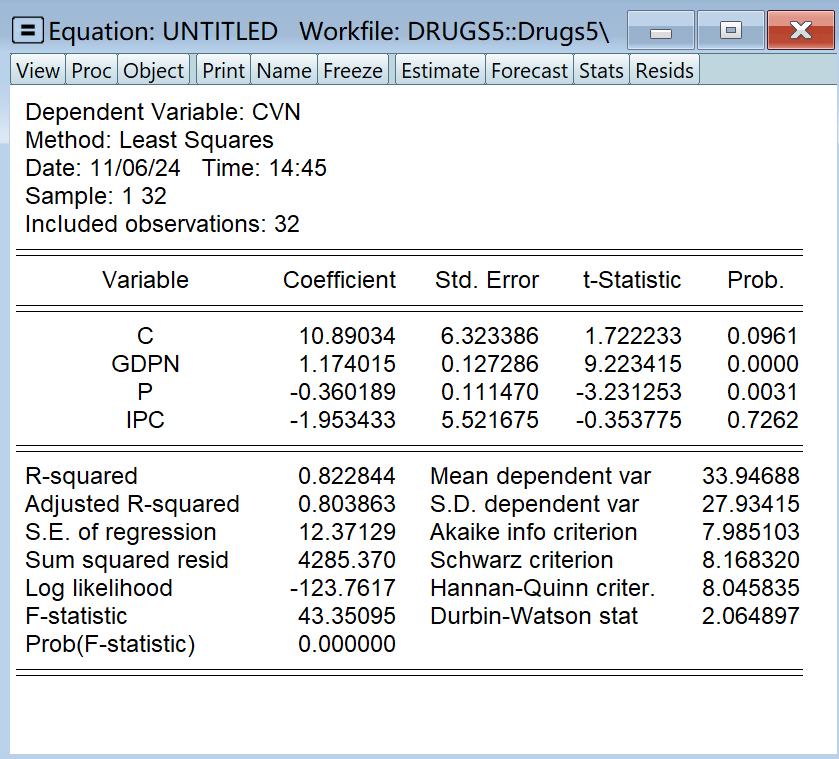 Equation: UNTITLED Workfile: DRUGS5::Drugs5\
View Proc Object Print Name Freeze Estimate Forecast Stats Resids
Dependent Variable: CVN
Method: Least Squares
Date: 11/06/24 Time: 14:45
Sample: 1 32
Included observations: 32
Variable Coefficient Std. Error t-Statistic Prob.
C 10.89034 6.323386 1.722233 0.0961
GDPN 1.174015 0.127286 9.223415 0.0000
P -0.360189 0.111470 -3.231253 0.0031
IPC -1.953433 5.521675 -0.353775 0.7262
R-squared 0.822844 Mean dependent var 33.94688
Adjusted R-squared 0.803863 S.D. dependent var 27.93415
S.E. of regression 12.37129 Akaike info criterion 7.985103
Sum squared resid 4285.370 Schwarz criterion 8.168320
Log likelihood -123.7617 Hannan-Quinn criter. 8.045835
F-statistic 43.35095 Durbin-Watson stat 2.064897
Prob(F-statistic) 0.000000